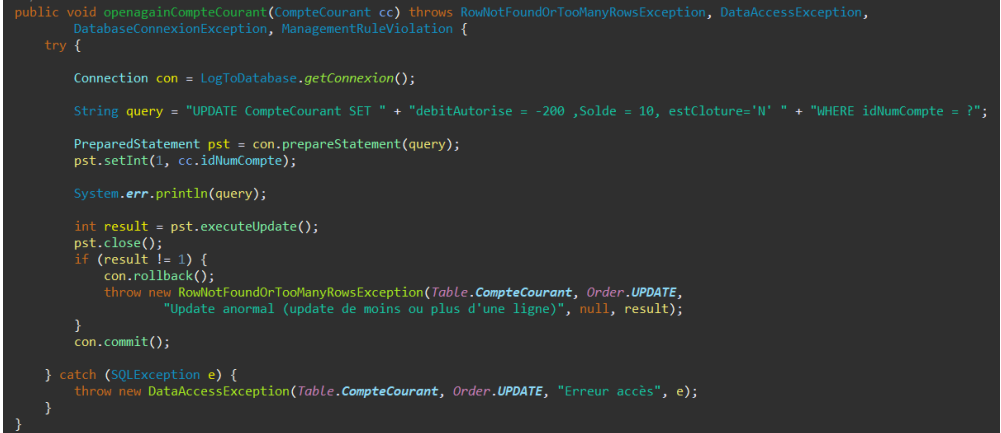 public void openagainCompteCourant(CompteCourant cc) throws RowNotFoundOrTooManyRowsException, DataAccessException,
        DatabaseConnexionException, ManagementRuleViolation {
    try {

        Connection con = LogToDatabase.getConnexion();

        String query = "UPDATE CompteCourant SET " + "debitAutorise = -200 ,Solde = 10, estCloture='N' " + "WHERE idNumCompte = ?";

        PreparedStatement pst = con.prepareStatement(query);
        pst.setInt(1, cc.idNumCompte);

        System.err.println(query);

        int result = pst.executeUpdate();
        pst.close();
        if (result != 1) {
            con.rollback();
            throw new RowNotFoundOrTooManyRowsException(Table.CompteCourant, Order.UPDATE,
                    "Update anormal (update de moins ou plus d'une ligne)", null, result);
        }
        con.commit();

    } catch (SQLException e) {
        throw new DataAccessException(Table.CompteCourant, Order.UPDATE, "Erreur accès", e);
    }
}